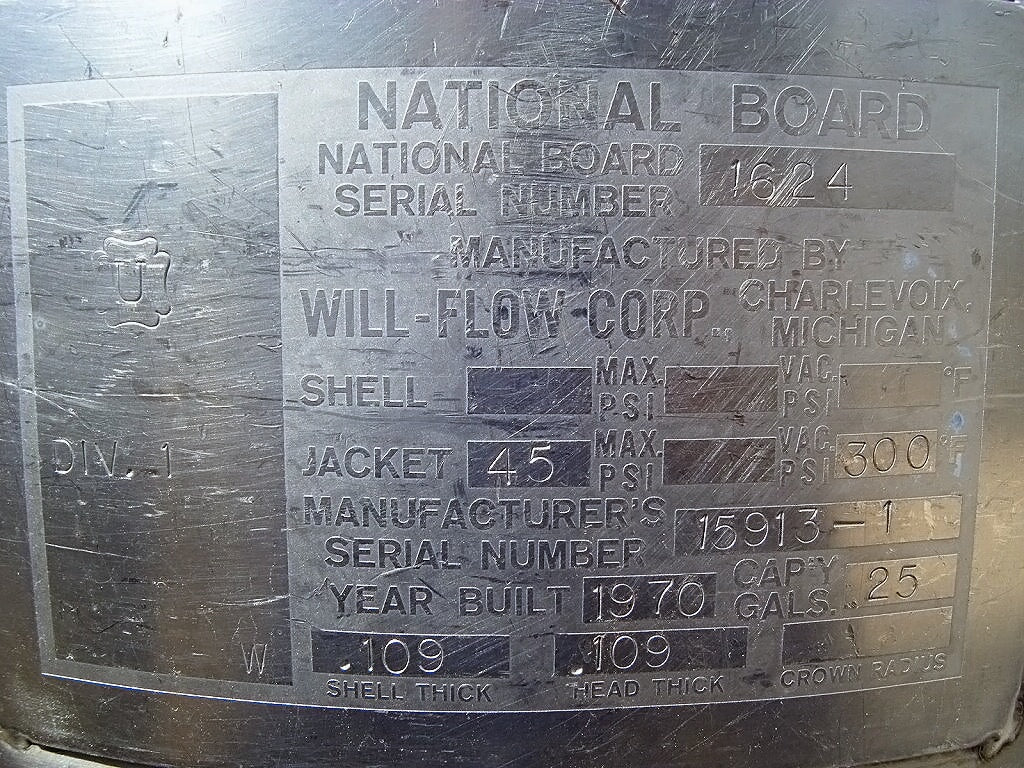 NATIONAL BOARD
NATIONAL BOARD SERIAL NUMBER 1624
U
MANUFACTURED BY
WILL-FLOW CORP., CHARLEVOIX, MICHIGAN
SHELL MAX. PSI VAC. PSI °F
DIV. 1
JACKET 45 MAX. PSI VAC. PSI 300 °F
MANUFACTURER'S SERIAL NUMBER 15913-1
YEAR BUILT 1970 CAP'Y GALS. 25
W
.109 .109
SHELL THICK HEAD THICK CROWN RADIUS